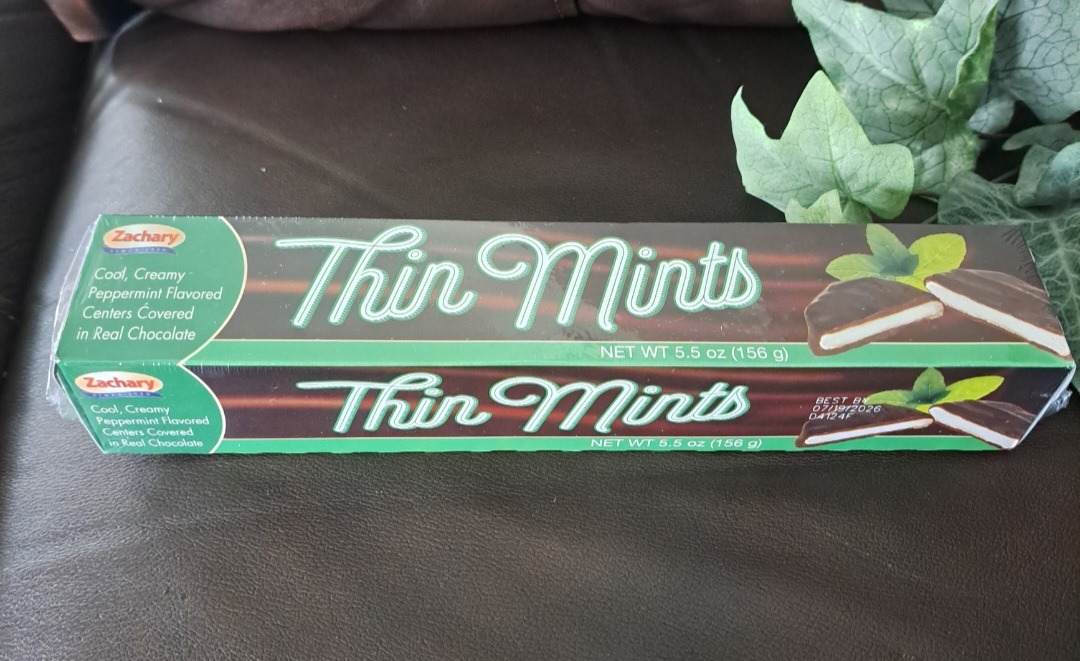 Zachary
Cool, Creamy
Peppermint Flavored
Centers Covered
in Real Chocolate
Thin Mints
NET WT 5.5 oz (156 g)
Zachary
Cool, Creamy
Peppermint Flavored
Centers Covered
in Real Chocolate
Thin Mints
BEST BY
07/19/2026
D4124F
NET WT 5.5 oz (156 g)